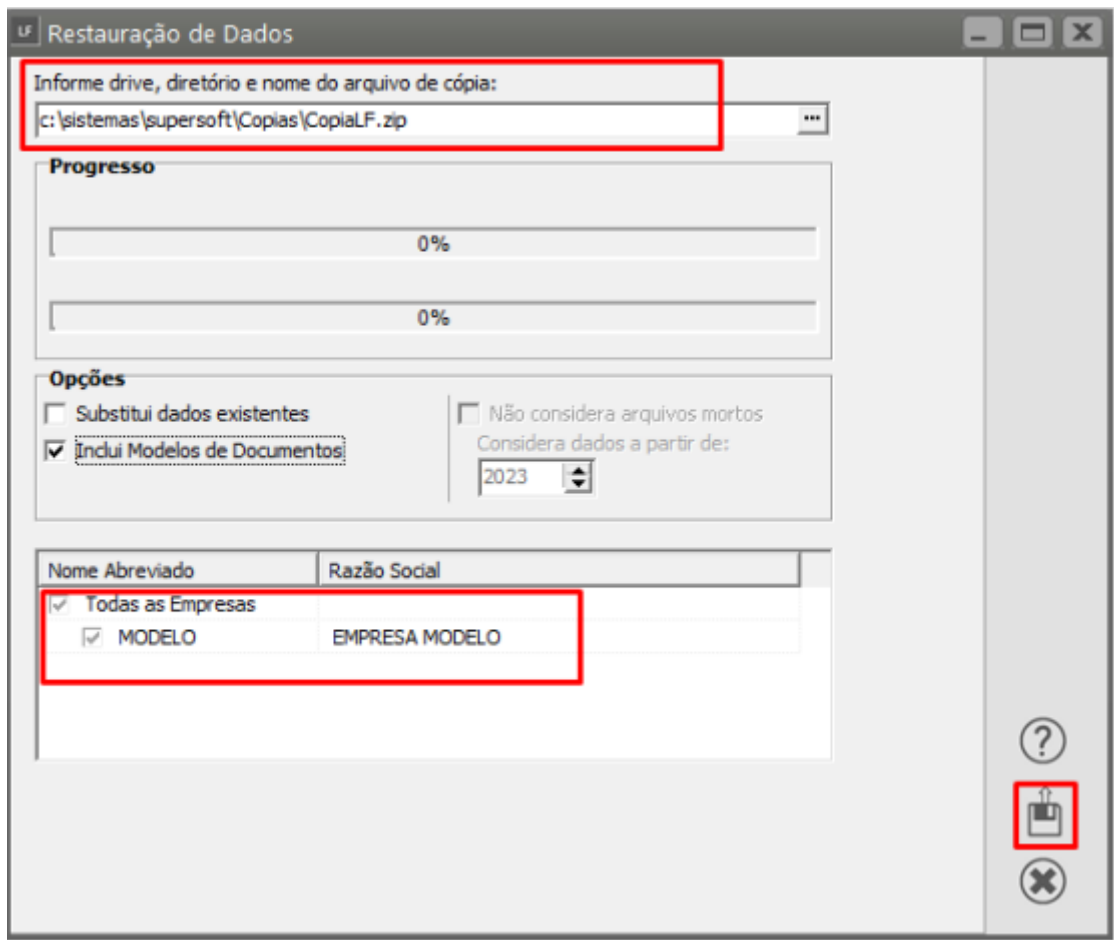 LF Restauração de Dados
Informe drive, diretório e nome do arquivo de cópia:
c:\sistemas\supersoft\Copias\CopiaLF.zip ...
Progresso
0%
0%
Opções
Substitui dados existentes
Inclui Modelos de Documentos
Não considera arquivos mortos
Considera dados a partir de:
2023
Nome Abreviado Razão Social
Todas as Empresas
MODELO EMPRESA MODELO
?